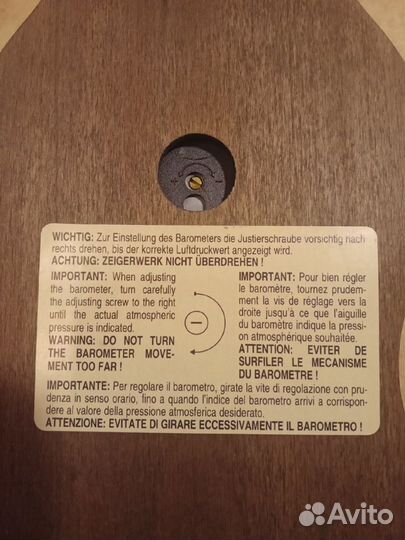 WICHTIG: Zur Einstellung des Barometers die Justierschraube vorsichtig nach
rechts drehen, bis der korrekte Luftdruckwert angezeigt wird.
ACHTUNG: ZEIGERWERK NICHT ÜBERDREHEN !
IMPORTANT: When adjusting
the barometer, turn carefully
the adjusting screw to the right
until the actual atmospheric
pressure is indicated.
WARNING: DO NOT TURN
THE BAROMETER MOVE-
MENT TOO FAR !
IMPORTANT: Pour bien régler
le baromètre, tournez prudem-
ment la vis de réglage vers la
droite jusqu'à ce que l'aiguille
du baromètre indique la pressi-
on atmosphérique souhaitée.
ATTENTION: EVITER DE
SURFILER LE MECANISME
DU BAROMETRE !
IMPORTANTE: Per regolare il barometro, girate la vite di regolazione con pru-
denza in senso orario, fino a quando l'indice del barometro arrivi a corrispon-
dere al valore della pressione atmosferica desiderato.
ATTENZIONE: EVITATE DI GIRARE ECCESSIVAMENTE IL BAROMETRO !
Avito